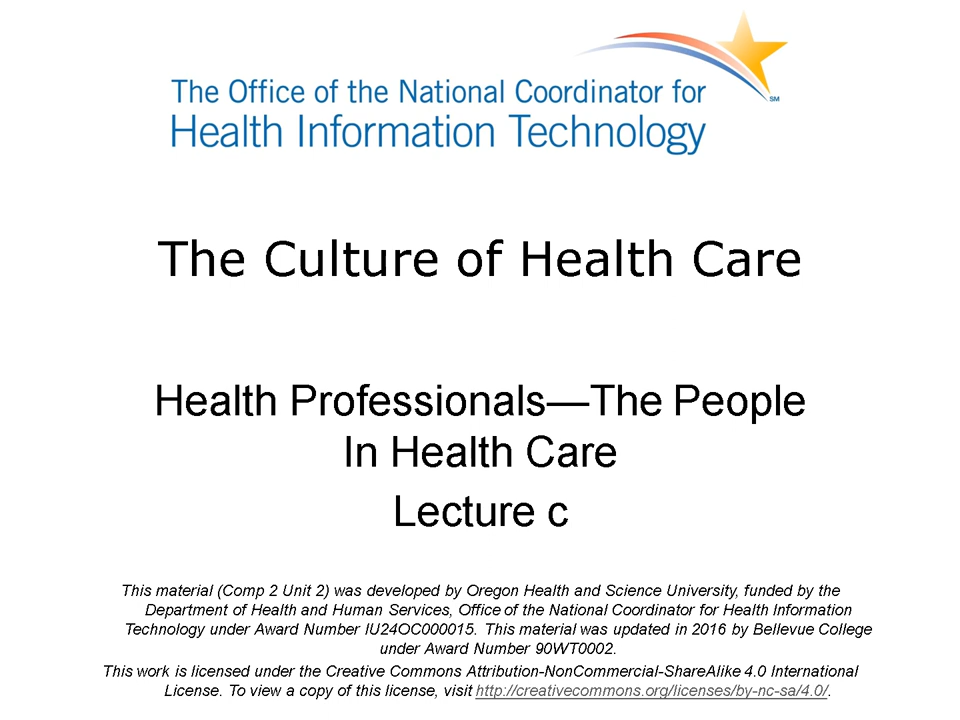 The Office of the National Coordinator for
Health Information Technology
SM
The Culture of Health Care
Health Professionals—The People
In Health Care
Lecture c
This material (Comp 2 Unit 2) was developed by Oregon Health and Science University, funded by the
Department of Health and Human Services, Office of the National Coordinator for Health Information
Technology under Award Number IU24OC000015. This material was updated in 2016 by Bellevue College
under Award Number 90WT0002.
This work is licensed under the Creative Commons Attribution-NonCommercial-ShareAlike 4.0 International
License. To view a copy of this license, visit http://creativecommons.org/licenses/by-nc-sa/4.0/.